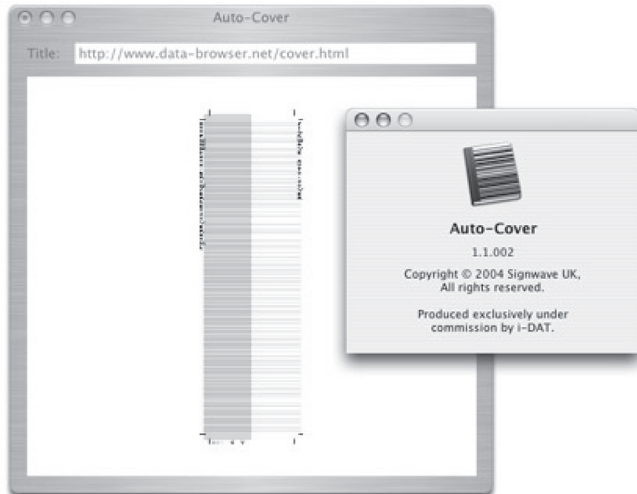 Auto-Cover
Title: http://www.data-browser.net/cover.html
Auto-Cover
1.1.002
Copyright © 2004 Signwave UK,
All rights reserved.
Produced exclusively under
commission by i-DAT.